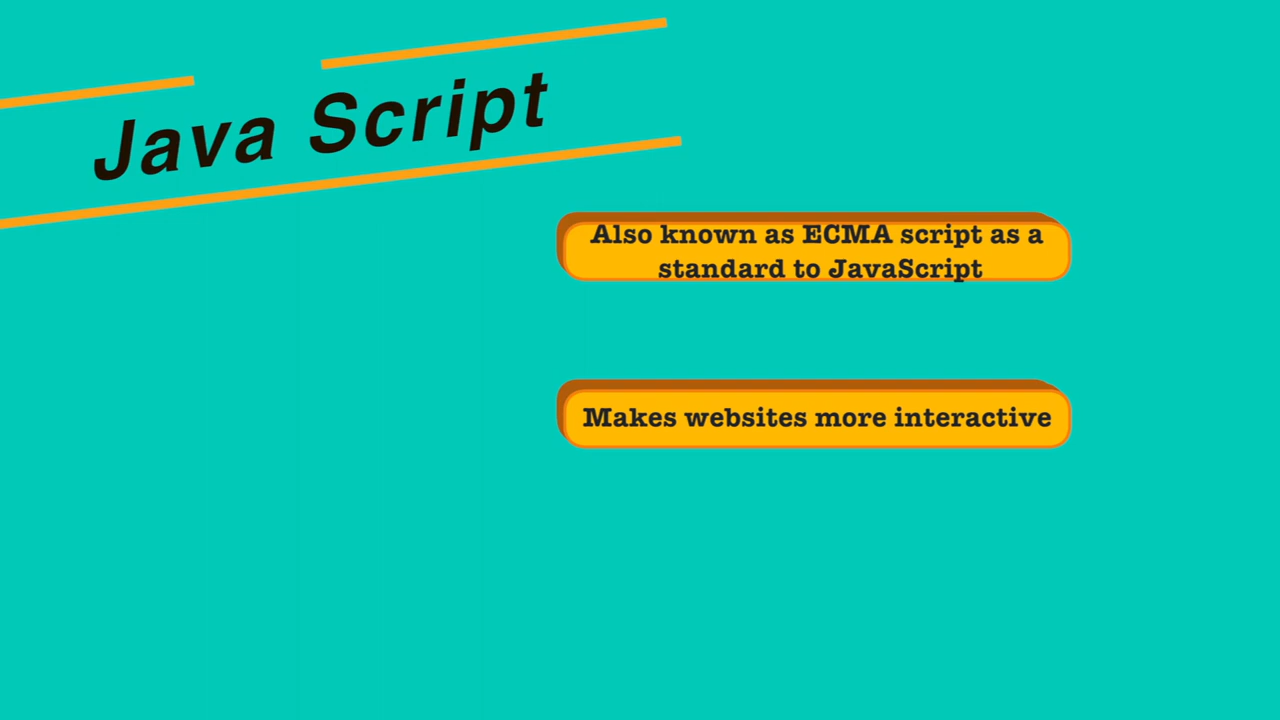 Java Script
Also known as ECMA script as a
standard to JavaScript
Makes websites more interactive